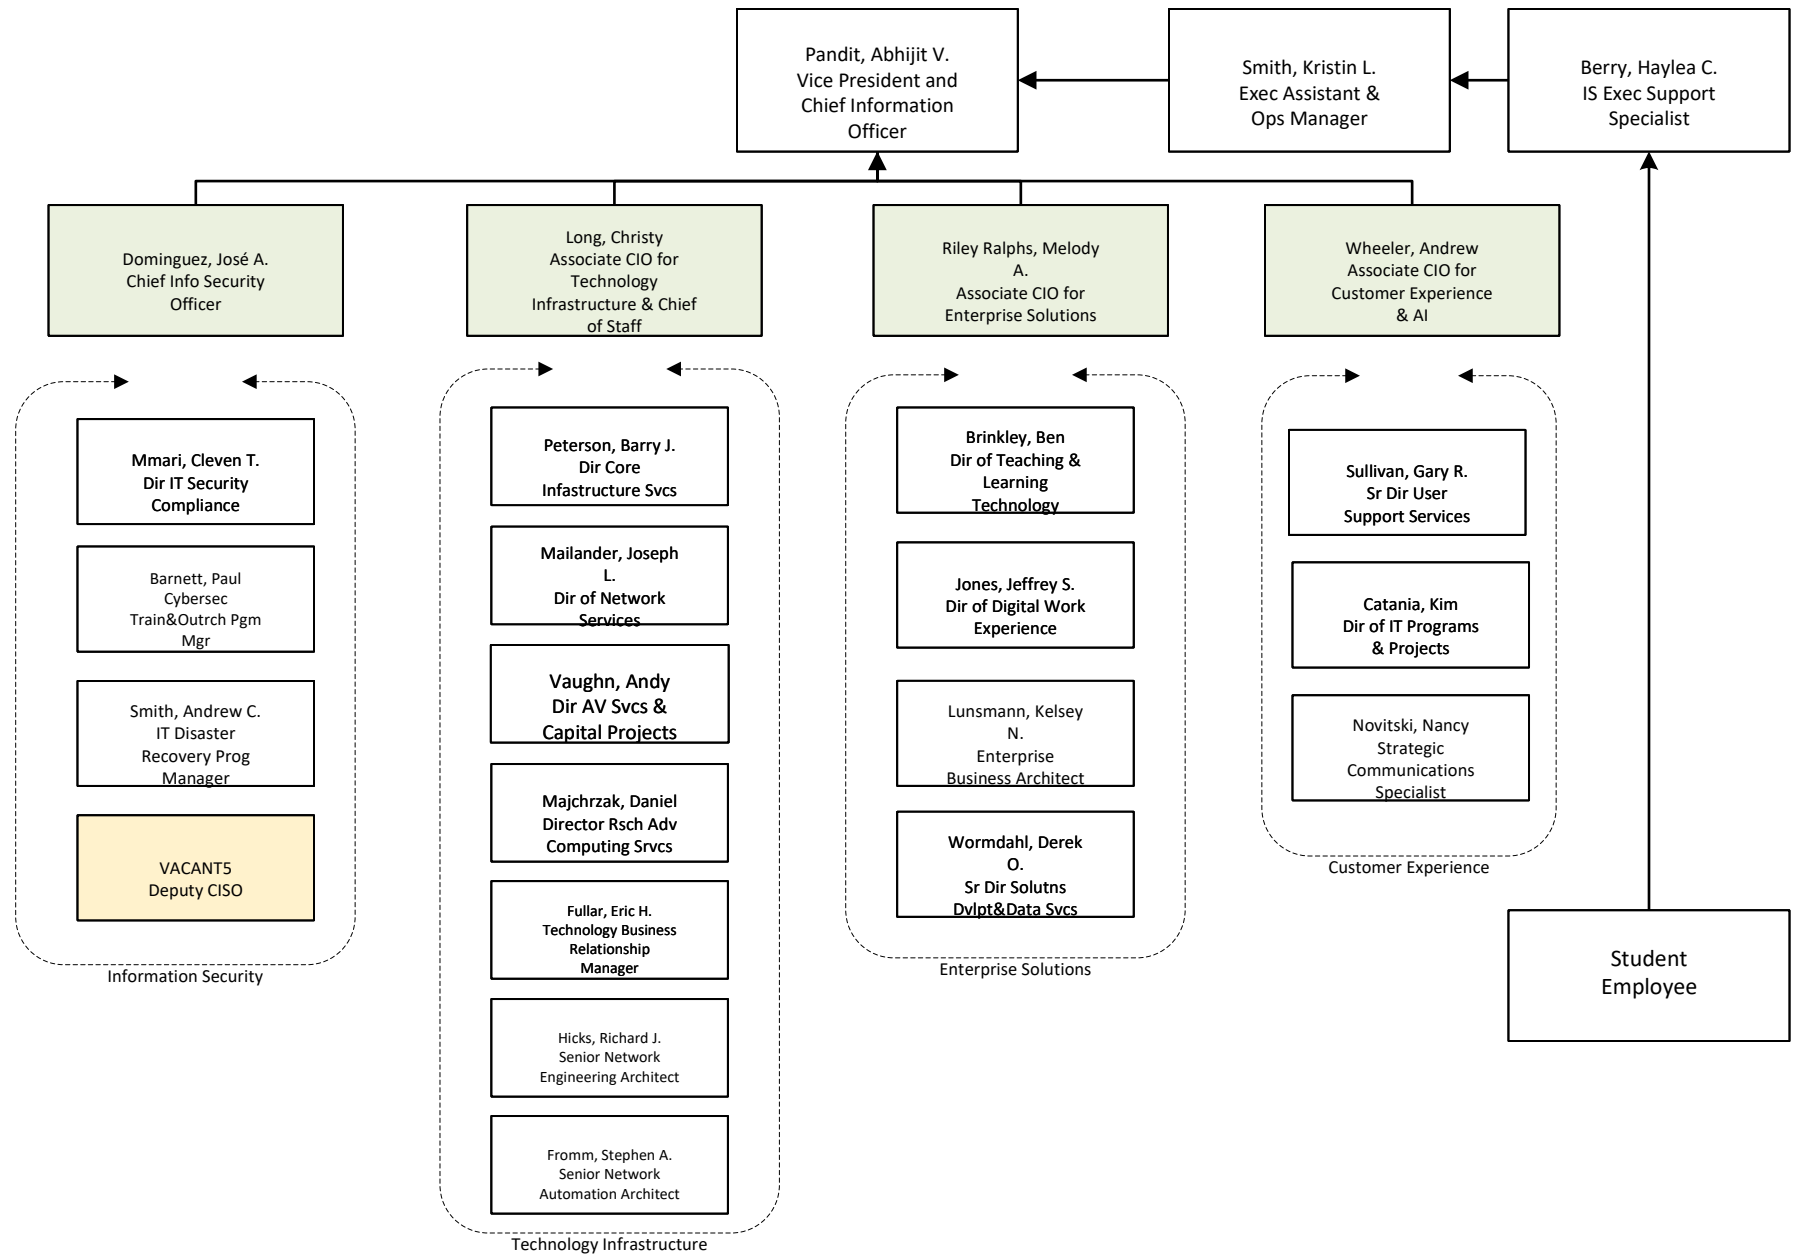 Pandit, Abhijit V.
Vice President and
Chief Information
Officer
Smith, Kristin L.
Exec Assistant &
Ops Manager
Berry, Haylea C.
IS Exec Support
Specialist
Dominguez, José A.
Chief Info Security
Officer
Long, Christy
Associate CIO for
Technology
Infrastructure & Chief
of Staff
Riley Ralphs, Melody
A.
Associate CIO for
Enterprise Solutions
Wheeler, Andrew
Associate CIO for
Customer Experience
& AI
Mmari, Cleven T.
Dir IT Security
Compliance
Barnett, Paul
Cybersec
Train&Outrch Pgm
Mgr
Smith, Andrew C.
IT Disaster
Recovery Prog
Manager
VACANT5
Deputy CISO
Information Security
Peterson, Barry J.
Dir Core
Infastructure Svcs
Mailander, Joseph
L.
Dir of Network
Services
Vaughn, Andy
Dir AV Svcs &
Capital Projects
Majchrzak, Daniel
Director Rsch Adv
Computing Srvcs
Fullar, Eric H.
Technology Business
Relationship
Manager
Hicks, Richard J.
Senior Network
Engineering Architect
Fromm, Stephen A.
Senior Network
Automation Architect
Technology Infrastructure
Brinkley, Ben
Dir of Teaching &
Learning
Technology
Jones, Jeffrey S.
Dir of Digital Work
Experience
Lunsmann, Kelsey
N.
Enterprise
Business Architect
Wormdahl, Derek
O.
Sr Dir Solutns
Dvlpt&Data Svcs
Enterprise Solutions
Sullivan, Gary R.
Sr Dir User
Support Services
Catania, Kim
Dir of IT Programs
& Projects
Novitski, Nancy
Strategic
Communications
Specialist
Customer Experience
Student
Employee